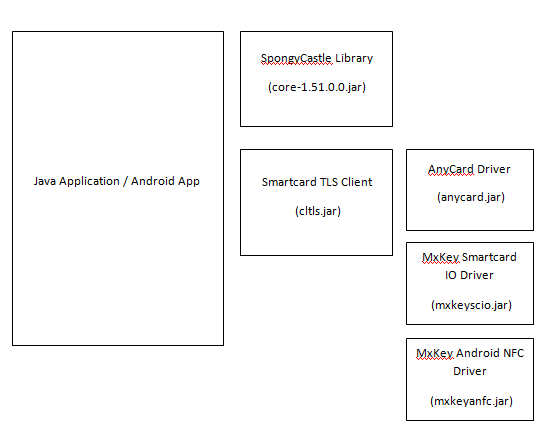 SpongyCastle Library
(core-1.51.0.0.jar)
Java Application / Android App
Smartcard TLS Client
(cltls.jar)
AnyCard Driver
(anycard.jar)
MxKey Smartcard
IO Driver
(mxkeyscio.jar)
MxKey Android NFC
Driver
(mxkeyanfc.jar)